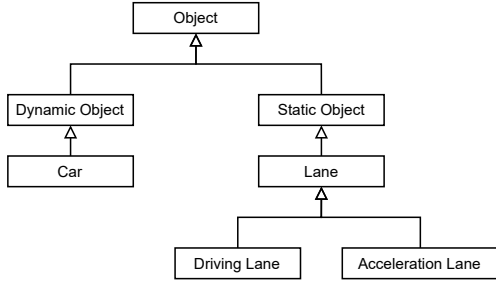 Object
Dynamic Object
Static Object
Car
Lane
Driving Lane
Acceleration Lane